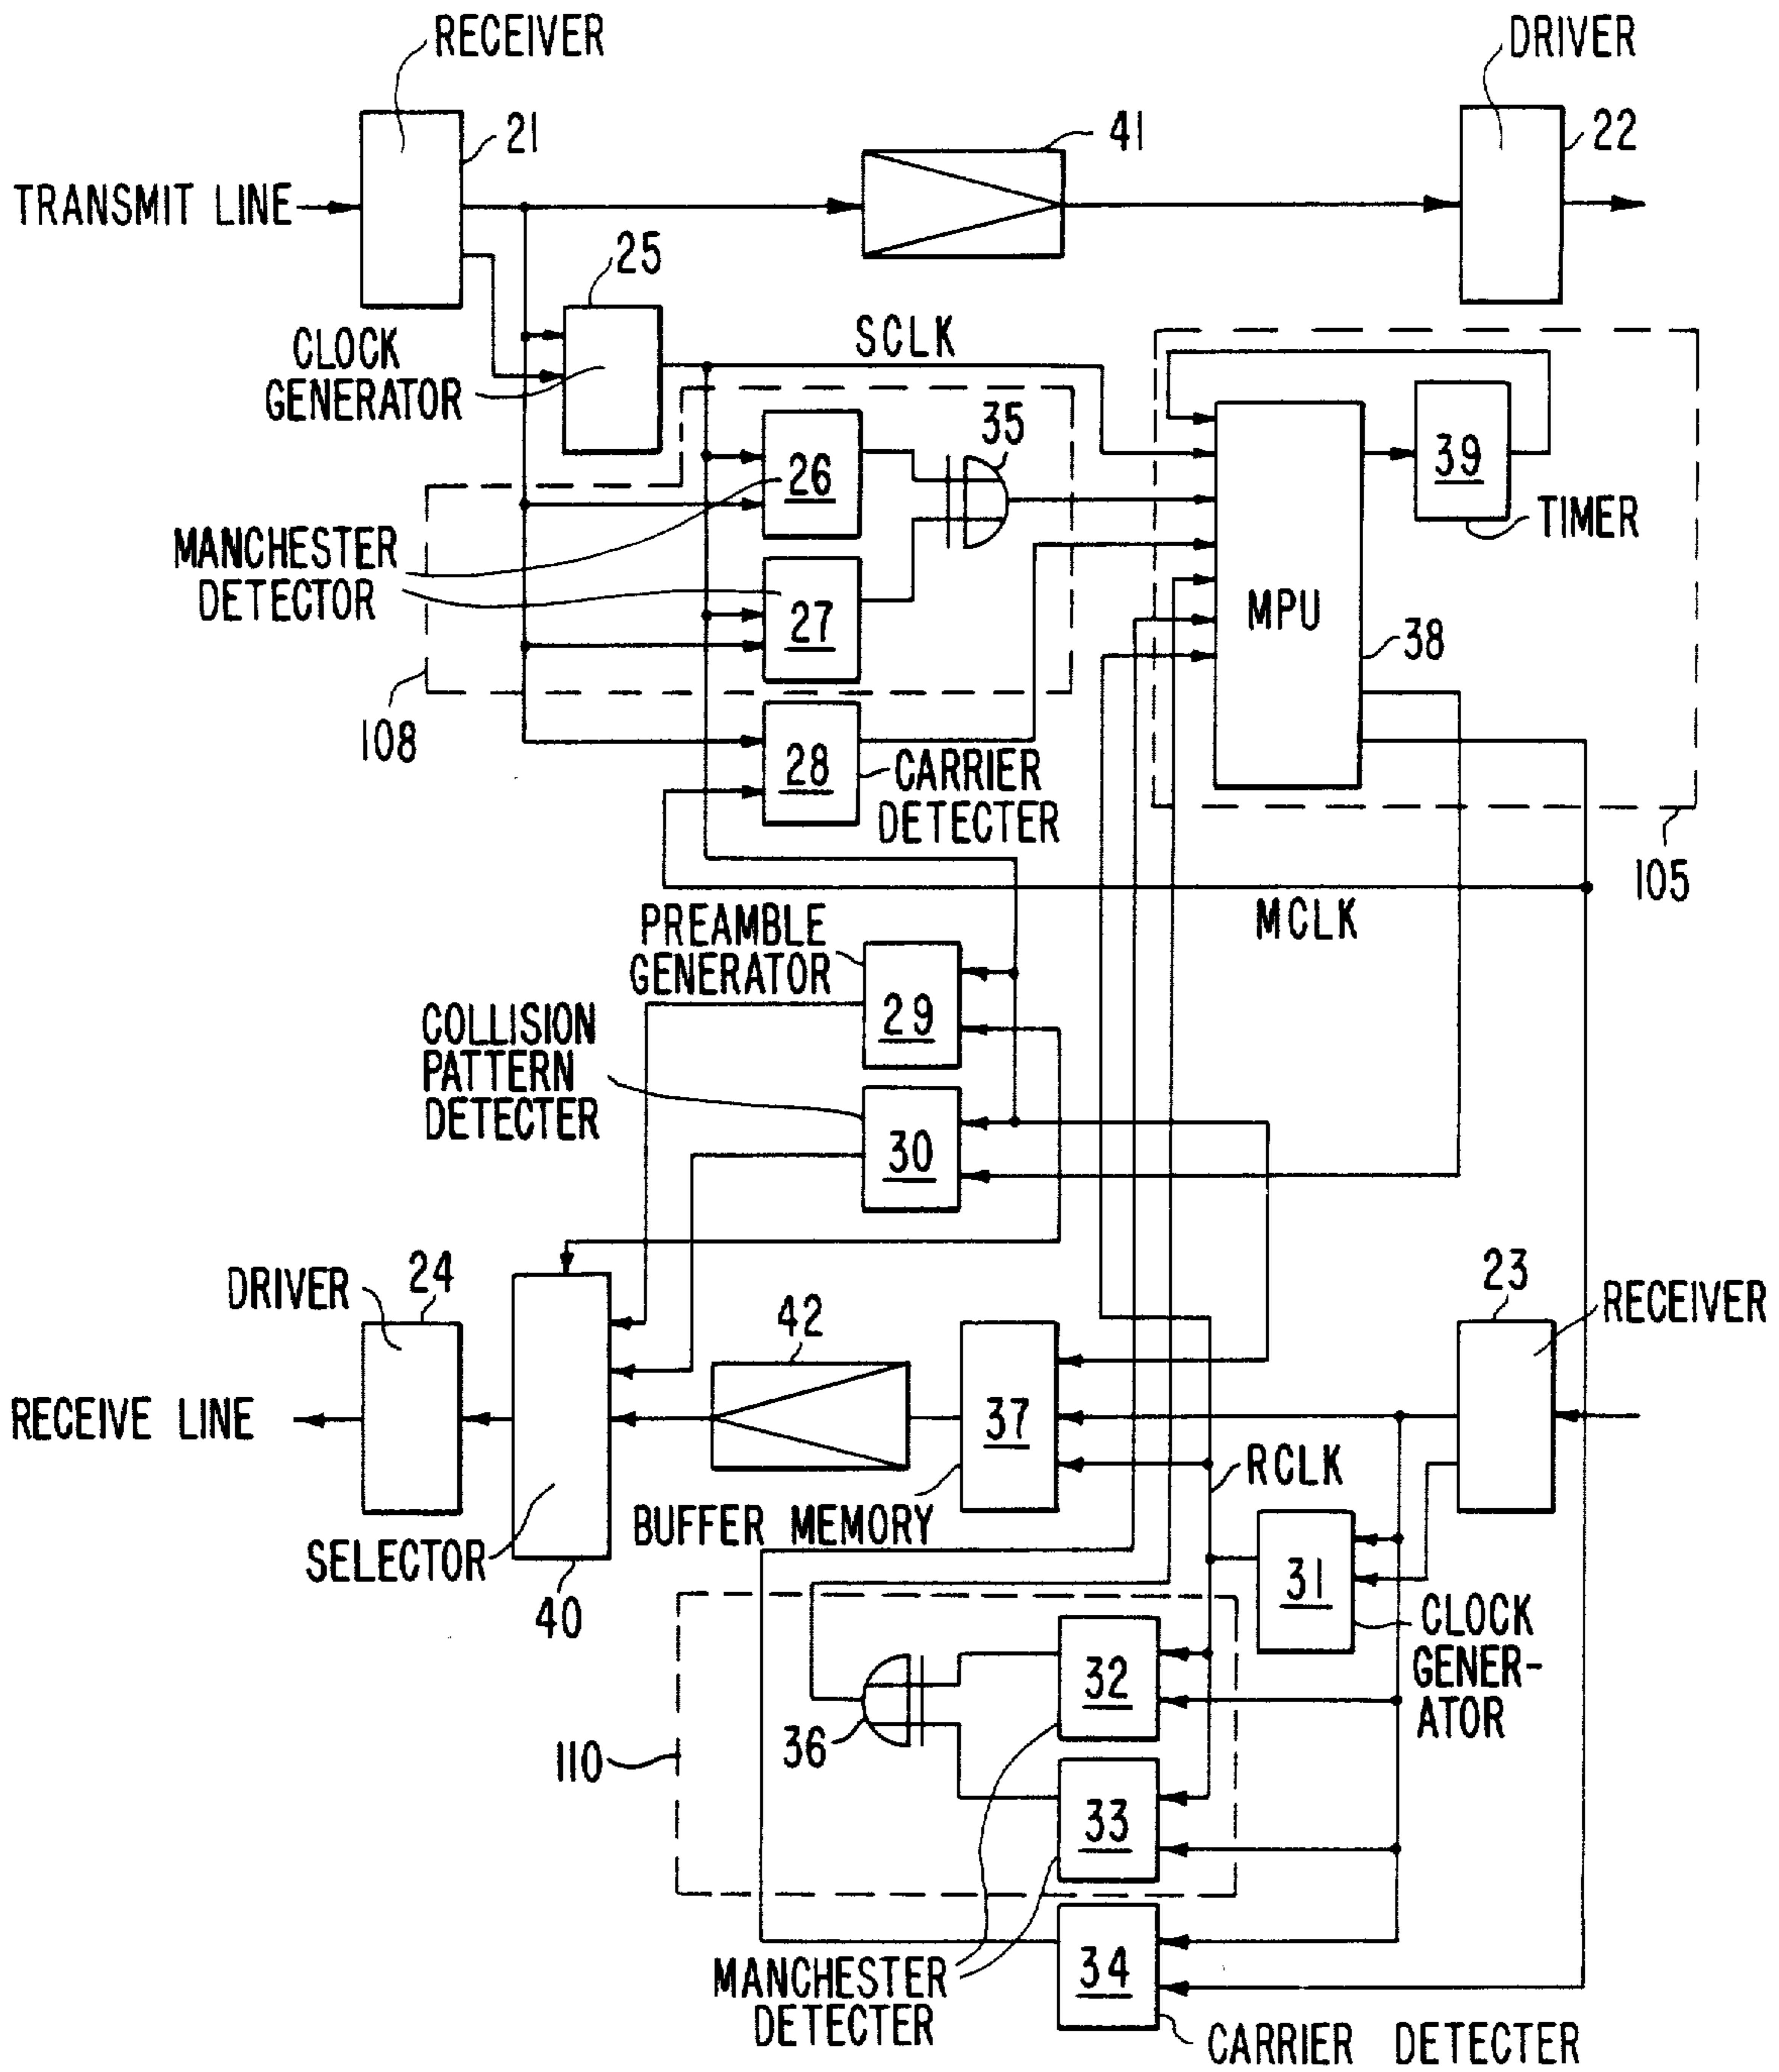 RECEIVER
DRIVER
21
41
22
TRANSMIT LINE
25
CLOCK
GENERATOR
SCLK
35
26
39
TIMER
MANCHESTER
DETECTOR
27
MPU
38
108
28
CARRIER
DETECTER
105
MCLK
PREAMBLE
GENERATOR
29
COLLISION
PATTERN
DETECTER
30
DRIVER
24
42
23
RECEIVER
RECEIVE LINE
37
RCLK
BUFFER MEMORY
SELECTOR
40
31
CLOCK
GENER-
ATOR
32
36
110
33
MANCHESTER
DETECTER
34
CARRIER DETECTER